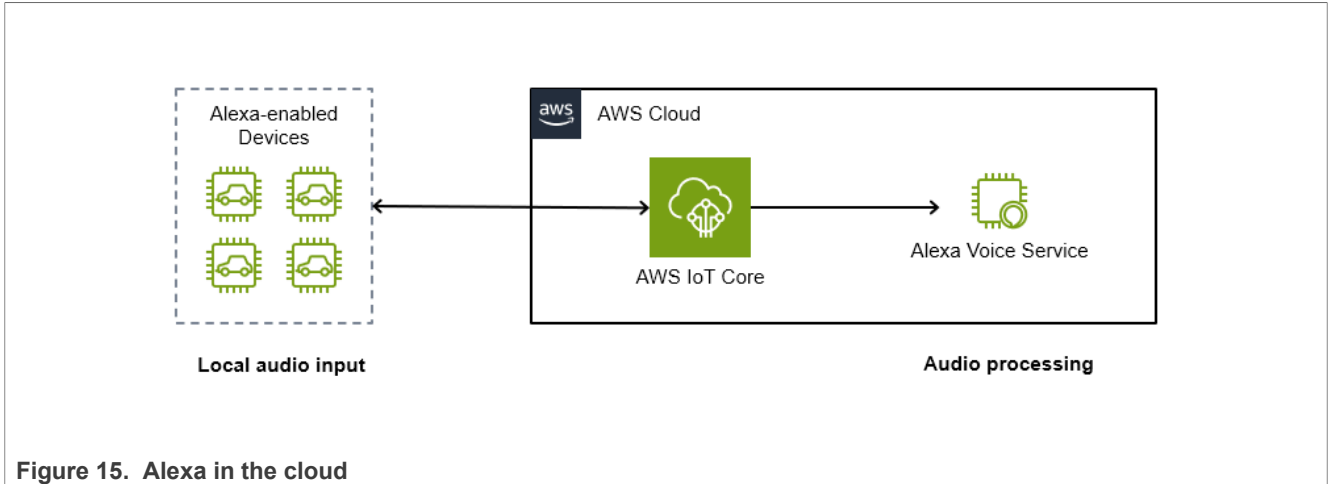 Alexa-enabled
Devices
aws
AWS Cloud
AWS IoT Core
Alexa Voice Service
Local audio input
Audio processing
Figure 15. Alexa in the cloud